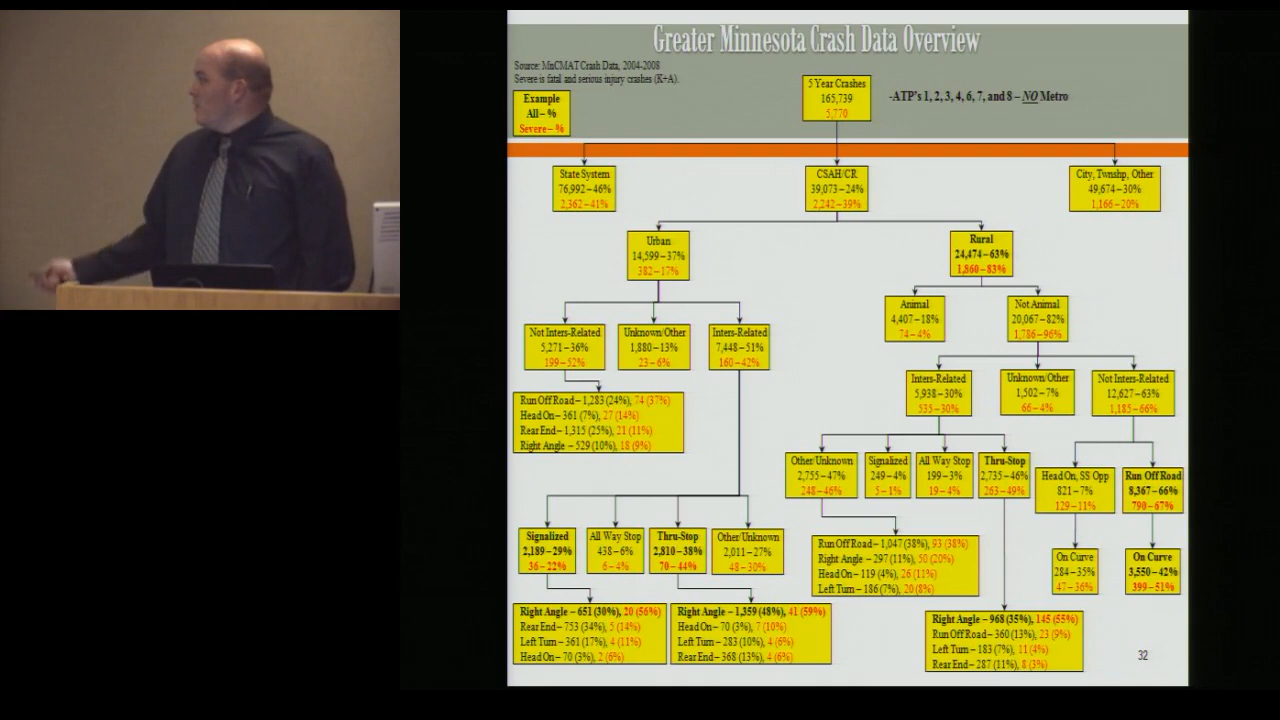 Greater Minnesota Crash Data Overview
Source: MnCMAT Crash Data, 2004-2008
Severe is fatal and serious injury crashes (K+A).
Example
All – %
Severe – %
5 Year Crashes
165,739
5,770
-ATP's 1, 2, 3, 4, 6, 7, and 8 – NO Metro
State System
76,992 – 46%
2,362 – 41%
CSAH/CR
39,073 – 24%
2,242 – 39%
City, Twnshp, Other
49,674 – 30%
1,166 – 20%
Urban
14,599 – 37%
382 – 17%
Rural
24,474 – 63%
1,860 – 83%
Animal
4,407 – 18%
74 – 4%
Not Animal
20,067 – 82%
1,786 – 96%
Not Inters-Related
5,271 – 36%
199 – 52%
Unknown/Other
1,880 – 13%
23 – 6%
Inters-Related
7,448 – 51%
160 – 42%
Inters-Related
5,938 – 30%
535 – 30%
Unknown/Other
1,502 – 7%
66 – 4%
Not Inters-Related
12,627 – 63%
1,185 – 66%
Run Off Road – 1,283 (24%), 74 (37%)
Head On – 361 (7%), 27 (14%)
Rear End – 1,315 (25%), 21 (11%)
Right Angle – 529 (10%), 18 (9%)
Other/Unknown
2,755 – 47%
248 – 46%
Signalized
249 – 4%
5 – 1%
All Way Stop
199 – 3%
19 – 4%
Thru-Stop
2,735 – 46%
263 – 49%
Head On, SS Opp
821 – 7%
129 – 11%
Run Off Road
8,367 – 66%
790 – 67%
Signalized
2,189 – 29%
36 – 22%
All Way Stop
438 – 6%
6 – 4%
Thru-Stop
2,810 – 38%
70 – 44%
Other/Unknown
2,011 – 27%
48 – 30%
Run Off Road – 1,047 (38%), 93 (38%)
Right Angle – 297 (11%), 50 (20%)
Head On – 119 (4%), 26 (11%)
Left Turn – 186 (7%), 20 (8%)
On Curve
284 – 35%
47 – 36%
On Curve
3,550 – 42%
399 – 51%
Right Angle – 651 (30%), 20 (56%)
Rear End – 753 (34%), 5 (14%)
Left Turn – 361 (17%), 4 (11%)
Head On – 70 (3%), 2 (6%)
Right Angle – 1,359 (48%), 41 (59%)
Head On – 70 (3%), 7 (10%)
Left Turn – 283 (10%), 4 (6%)
Rear End – 368 (13%), 4 (6%)
Right Angle – 968 (35%), 145 (55%)
Run Off Road – 360 (13%), 23 (9%)
Left Turn – 183 (7%), 11 (4%)
Rear End – 287 (11%), 8 (3%)
32